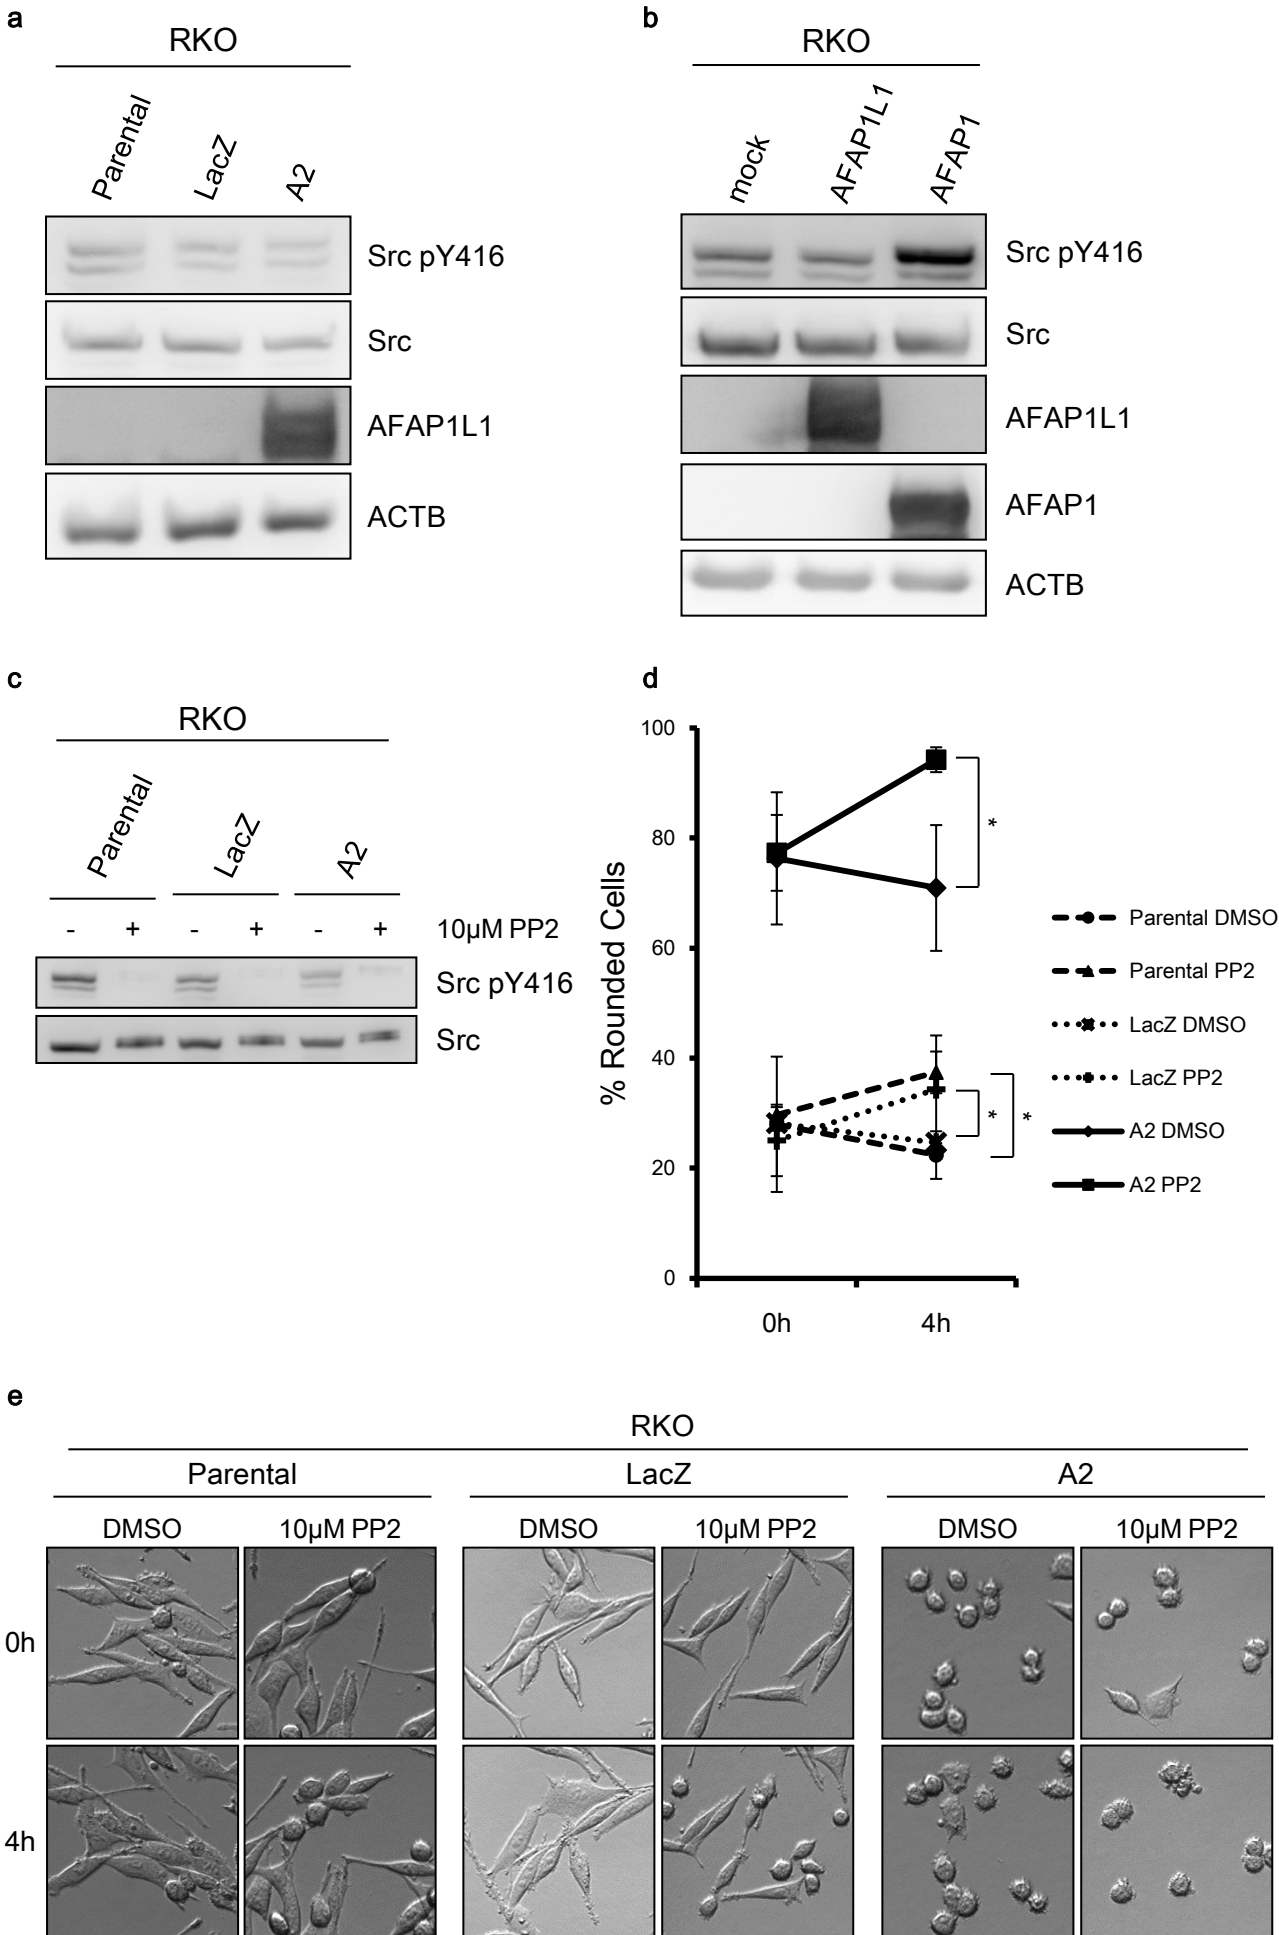 a
RKO
Parental
LacZ
A2
Src pY416
Src
AFAP1L1
ACTB
b
RKO
mock
AFAP1L1
AFAP1
Src pY416
Src
AFAP1L1
AFAP1
ACTB
c
RKO
Parental
LacZ
A2
- + - + - + 10µM PP2
Src pY416
Src
d
% Rounded Cells
100
80
60
40
20
0
0h 4h
*
* *
Parental DMSO
Parental PP2
LacZ DMSO
LacZ PP2
A2 DMSO
A2 PP2
e
RKO
Parental LacZ A2
DMSO 10µM PP2 DMSO 10µM PP2 DMSO 10µM PP2
0h
4h